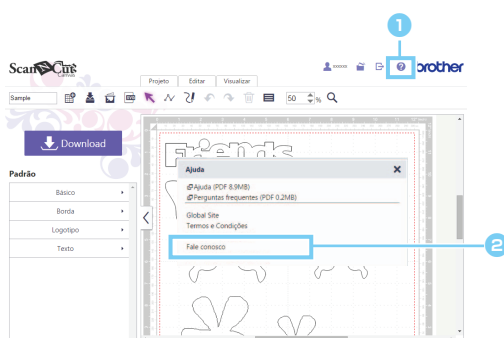 1
ScanNCut
Canvas
xxxxx
brother
Projeto Editar Visualizar
Sample
SVG
50 %
Download
Padrão
Básico
Borda
Logotipo
Texto
Friends
Ajuda
Ajuda (PDF 8.9MB)
Perguntas frequentes (PDF 0.2MB)
Global Site
Termos e Condições
Fale conosco
2